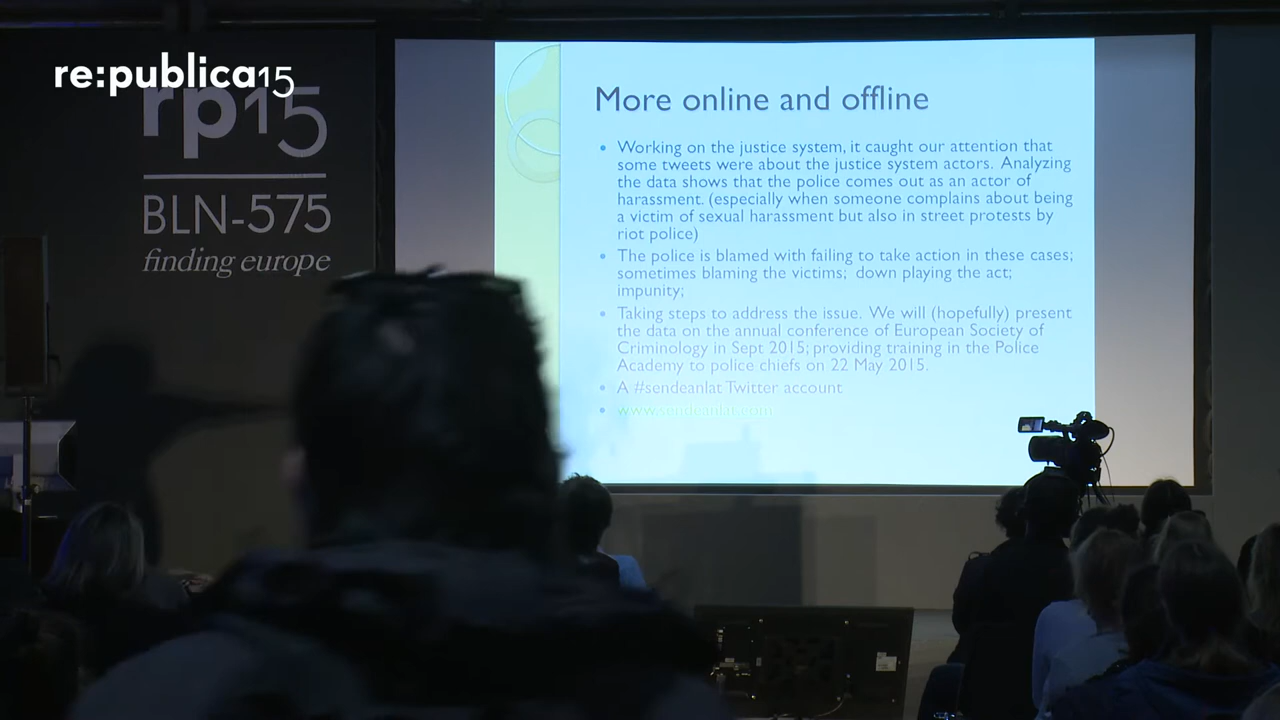 re:publica15
rp15
BLN-575
finding europe
More online and offline
• Working on the justice system, it caught our attention that
some tweets were about the justice system actors. Analyzing
the data shows that the police comes out as an actor of
harassment. (especially when someone complains about being
a victim of sexual harassment but also in street protests by
riot police)
• The police is blamed with failing to take action in these cases;
sometimes blaming the victims; down playing the act;
impunity;
• Taking steps to address the issue. We will (hopefully) present
the data on the annual conference of European Society of
Criminology in Sept 2015; providing training in the Police
Academy to police chiefs on 22 May 2015.
• A #sendeanlat Twitter account
• www.sendeanlat.com